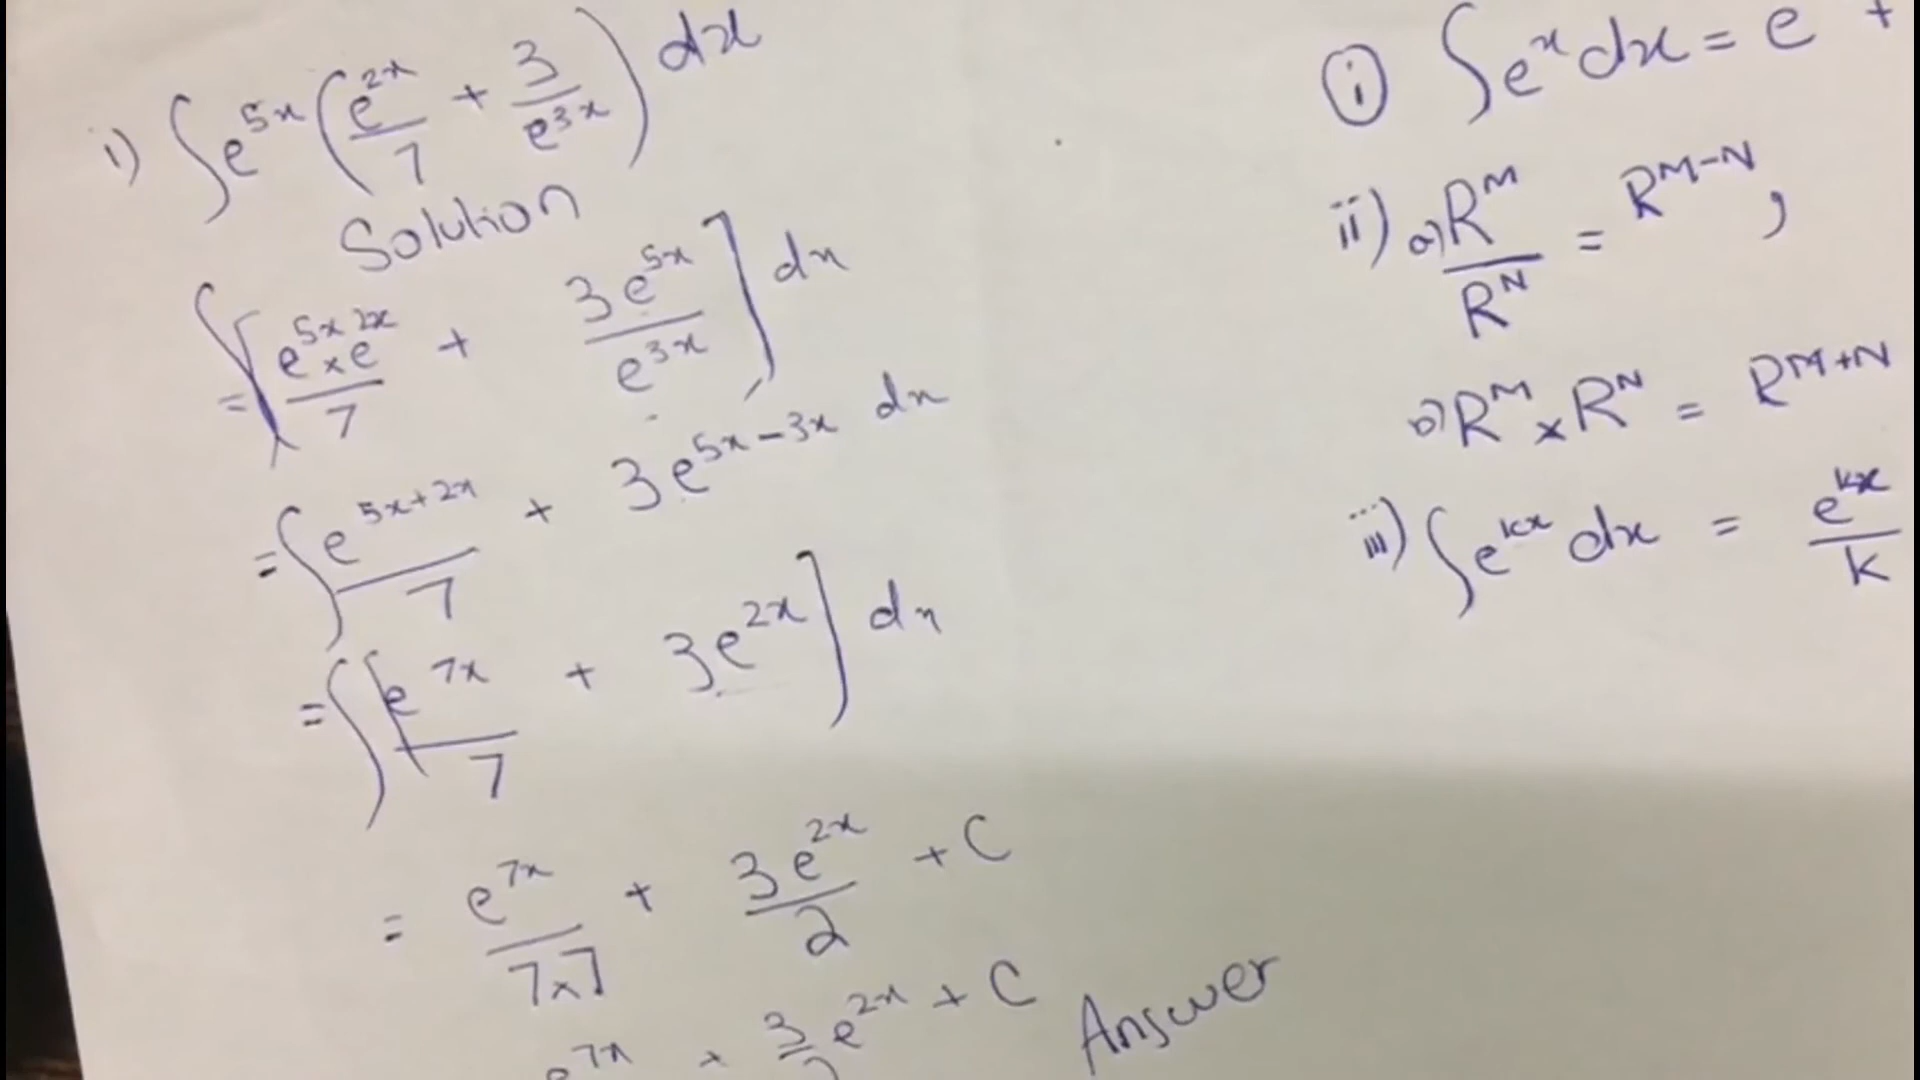 i) ∫e^{5x}(e^{2x}/7 + 3/e^{3x}) dx
Solution
= ∫[e^{5x} × e^{2x}/7 + 3e^{5x}/e^{3x}] dx
= ∫ e^{5x+2x}/7 + 3e^{5x-3x} dx
= ∫[e^{7x}/7 + 3e^{2x}] dx
= e^{7x}/7×7 + 3e^{2x}/2 + C
e^{7x} + 3/2 e^{2x} + C Answer
i ∫e^x dx = e +
ii) a) R^M/R^N = R^{M-N},
b) R^M × R^N = R^{M+N}
iii) ∫e^{kx} dx = e^{kx}/k